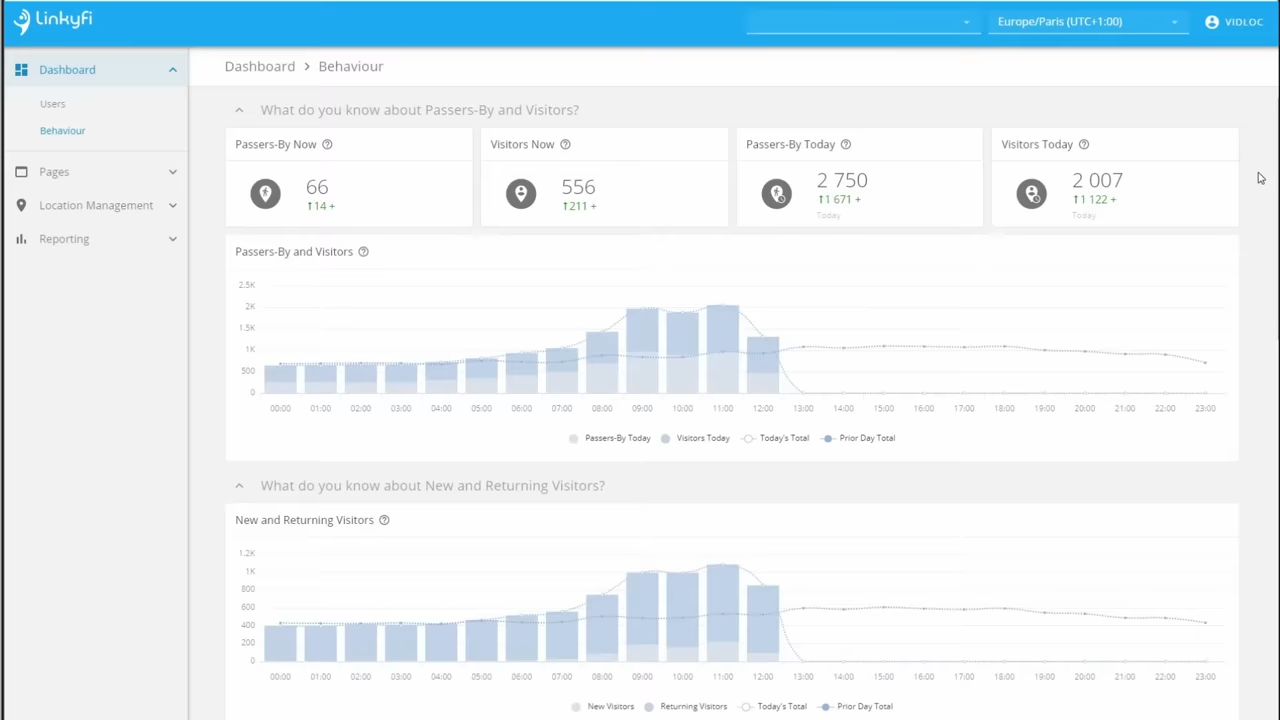 linkyfi
Europe/Paris (UTC+1:00)
VIDLOC
Dashboard
Users
Behaviour
Pages
Location Management
Reporting
Dashboard > Behaviour
What do you know about Passers-By and Visitors?
Passers-By Now
66
↑14 +
Visitors Now
556
↑211 +
Passers-By Today
2 750
↑1 671 +
Today
Visitors Today
2 007
↑1 122 +
Today
Passers-By and Visitors
2.5K
2K
1.5K
1K
500
0
00:00 01:00 02:00 03:00 04:00 05:00 06:00 07:00 08:00 09:00 10:00 11:00 12:00 13:00 14:00 15:00 16:00 17:00 18:00 19:00 20:00 21:00 22:00 23:00
Passers-By Today Visitors Today Today's Total Prior Day Total
What do you know about New and Returning Visitors?
New and Returning Visitors
1.2K
1K
800
600
400
200
0
00:00 01:00 02:00 03:00 04:00 05:00 06:00 07:00 08:00 09:00 10:00 11:00 12:00 13:00 14:00 15:00 16:00 17:00 18:00 19:00 20:00 21:00 22:00 23:00
New Visitors Returning Visitors Today's Total Prior Day Total